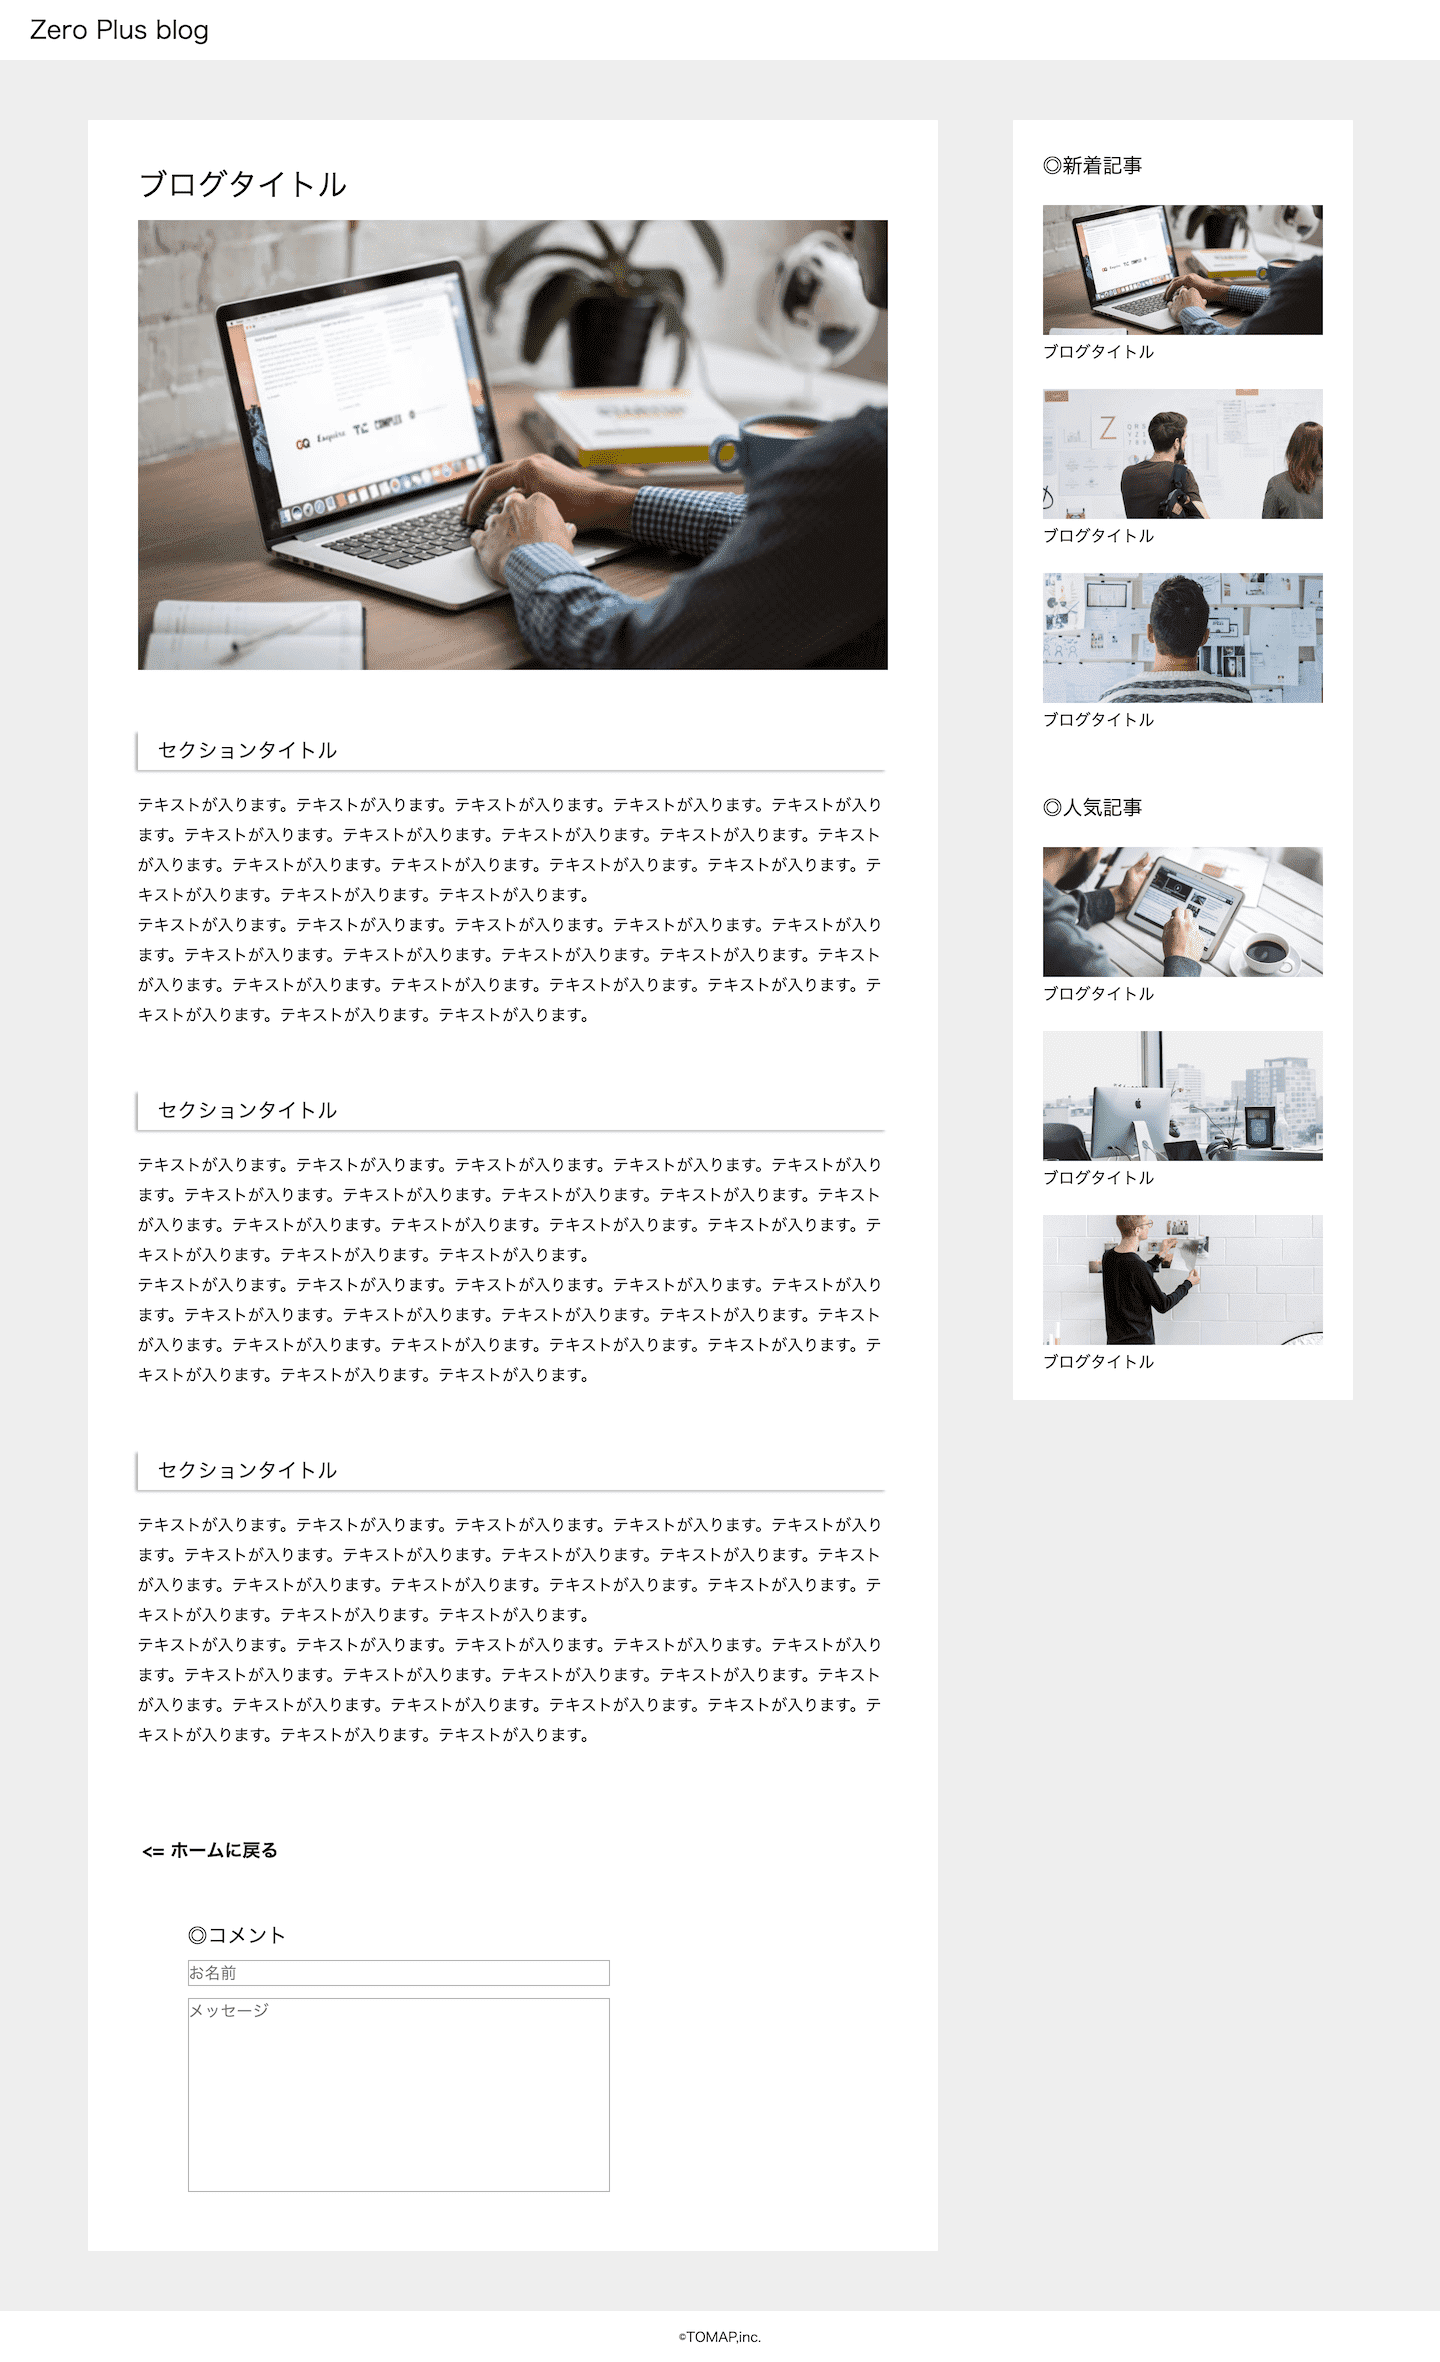 Zero Plus blog
ブログタイトル
GQ Esquire
セクションタイトル
テキストが入ります。テキストが入ります。テキストが入ります。テキストが入ります。テキストが入り
ます。テキストが入ります。テキストが入ります。テキストが入ります。テキストが入ります。テキスト
が入ります。テキストが入ります。テキストが入ります。テキストが入ります。テキストが入ります。テ
キストが入ります。テキストが入ります。テキストが入ります。
テキストが入ります。テキストが入ります。テキストが入ります。テキストが入ります。テキストが入り
ます。テキストが入ります。テキストが入ります。テキストが入ります。テキストが入ります。テキスト
が入ります。テキストが入ります。テキストが入ります。テキストが入ります。テキストが入ります。テ
キストが入ります。テキストが入ります。テキストが入ります。
セクションタイトル
テキストが入ります。テキストが入ります。テキストが入ります。テキストが入ります。テキストが入り
ます。テキストが入ります。テキストが入ります。テキストが入ります。テキストが入ります。テキスト
が入ります。テキストが入ります。テキストが入ります。テキストが入ります。テキストが入ります。テ
キストが入ります。テキストが入ります。テキストが入ります。
テキストが入ります。テキストが入ります。テキストが入ります。テキストが入ります。テキストが入り
ます。テキストが入ります。テキストが入ります。テキストが入ります。テキストが入ります。テキスト
が入ります。テキストが入ります。テキストが入ります。テキストが入ります。テキストが入ります。テ
キストが入ります。テキストが入ります。テキストが入ります。
セクションタイトル
テキストが入ります。テキストが入ります。テキストが入ります。テキストが入ります。テキストが入り
ます。テキストが入ります。テキストが入ります。テキストが入ります。テキストが入ります。テキスト
が入ります。テキストが入ります。テキストが入ります。テキストが入ります。テキストが入ります。テ
キストが入ります。テキストが入ります。テキストが入ります。
テキストが入ります。テキストが入ります。テキストが入ります。テキストが入ります。テキストが入り
ます。テキストが入ります。テキストが入ります。テキストが入ります。テキストが入ります。テキスト
が入ります。テキストが入ります。テキストが入ります。テキストが入ります。テキストが入ります。テ
キストが入ります。テキストが入ります。テキストが入ります。
<= ホームに戻る
◎コメント
お名前
メッセージ
◎新着記事
ブログタイトル
Z
ブログタイトル
ブログタイトル
◎人気記事
ブログタイトル
ブログタイトル
ブログタイトル
©TOMAP,inc.